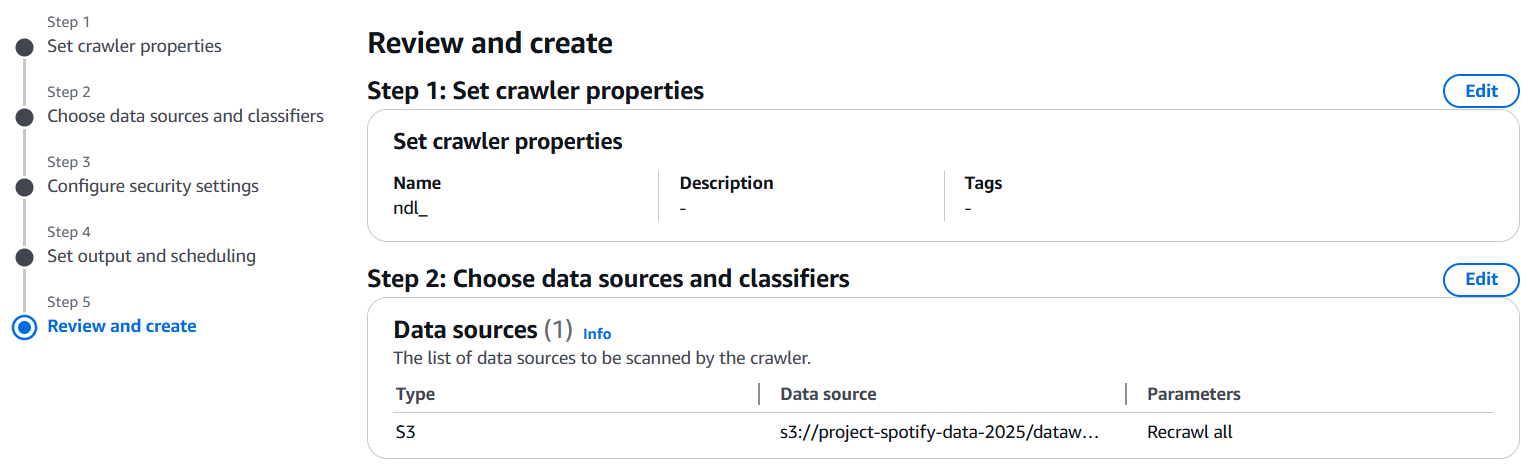 Step 1
Set crawler properties
Step 2
Choose data sources and classifiers
Step 3
Configure security settings
Step 4
Set output and scheduling
Step 5
Review and create
Review and create
Step 1: Set crawler properties
Edit
Set crawler properties
Name
Description
Tags
ndl_
-
-
Step 2: Choose data sources and classifiers
Edit
Data sources (1) Info
The list of data sources to be scanned by the crawler.
Type
Data source
Parameters
S3
s3://project-spotify-data-2025/dataw...
Recrawl all